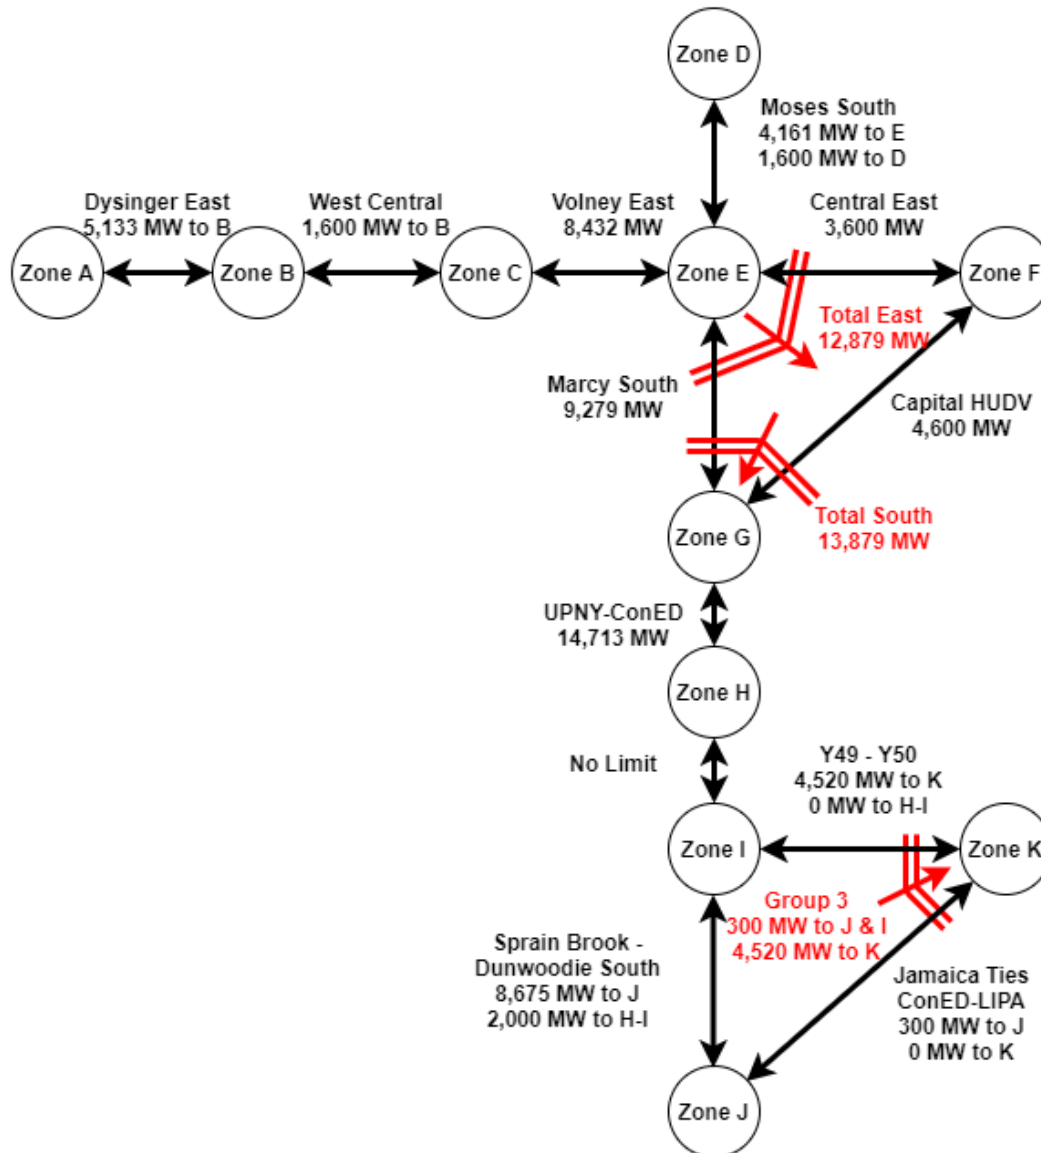 Zone D
Moses South
4,161 MW to E
1,600 MW to D
Dysinger East
5,133 MW to B
West Central
1,600 MW to B
Volney East
8,432 MW
Central East
3,600 MW
Zone A
Zone B
Zone C
Zone E
Zone F
Total East
12,879 MW
Marcy South
9,279 MW
Capital HUDV
4,600 MW
Total South
13,879 MW
Zone G
UPNY-ConED
14,713 MW
Zone H
No Limit
Y49 - Y50
4,520 MW to K
0 MW to H-I
Zone I
Zone K
Group 3
300 MW to J & I
4,520 MW to K
Sprain Brook -
Dunwoodie South
8,675 MW to J
2,000 MW to H-I
Jamaica Ties
ConED-LIPA
300 MW to J
0 MW to K
Zone J